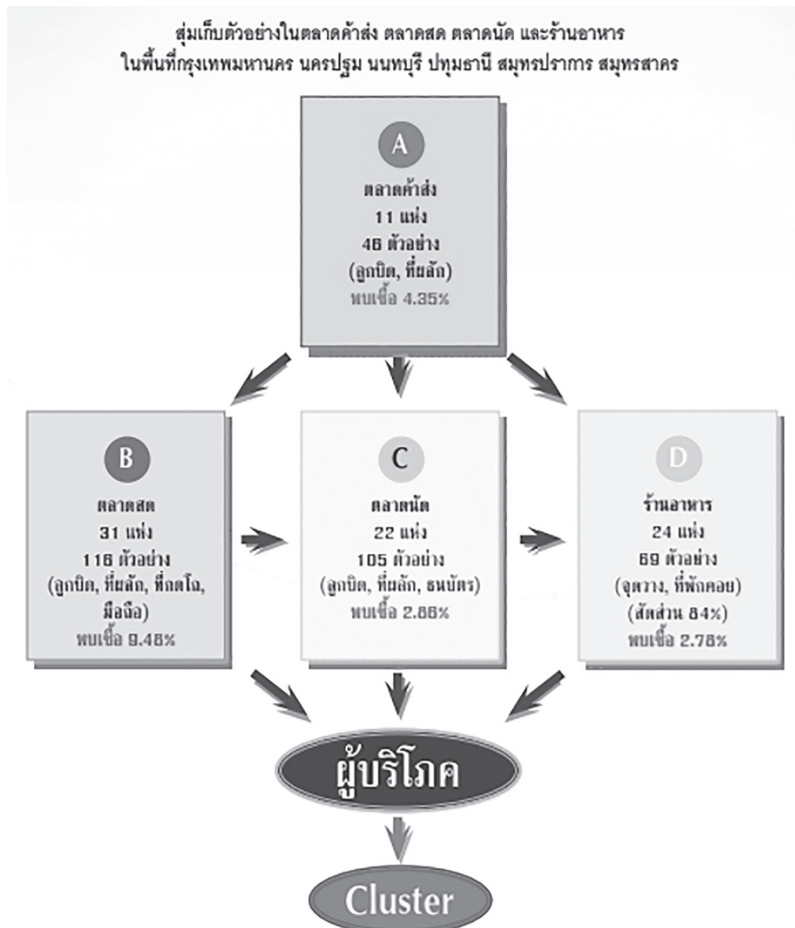 สุ่มเก็บตัวอย่างในตลาดค้าส่ง ตลาดสด ตลาดนัด และร้านอาหาร
ในพื้นที่กรุงเทพมหานคร นครปฐม นนทบุรี ปทุมธานี สมุทรปราการ สมุทรสาคร
A
ตลาดค้าส่ง
11 แห่ง
46 ตัวอย่าง
(ลูกบิด, ที่ผลัก)
พบเชื้อ 4.35%
B
ตลาดสด
31 แห่ง
116 ตัวอย่าง
(ลูกบิด, ที่ผลัก, ที่กดโถ,
มือถือ)
พบเชื้อ 9.48%
C
ตลาดนัด
22 แห่ง
105 ตัวอย่าง
(ลูกบิด, ที่ผลัก, ธนบัตร)
พบเชื้อ 2.86%
D
ร้านอาหาร
24 แห่ง
69 ตัวอย่าง
(จุดวาง, ที่พักคอย)
(สัดส่วน 84%)
พบเชื้อ 2.78%
ผู้บริโภค
Cluster